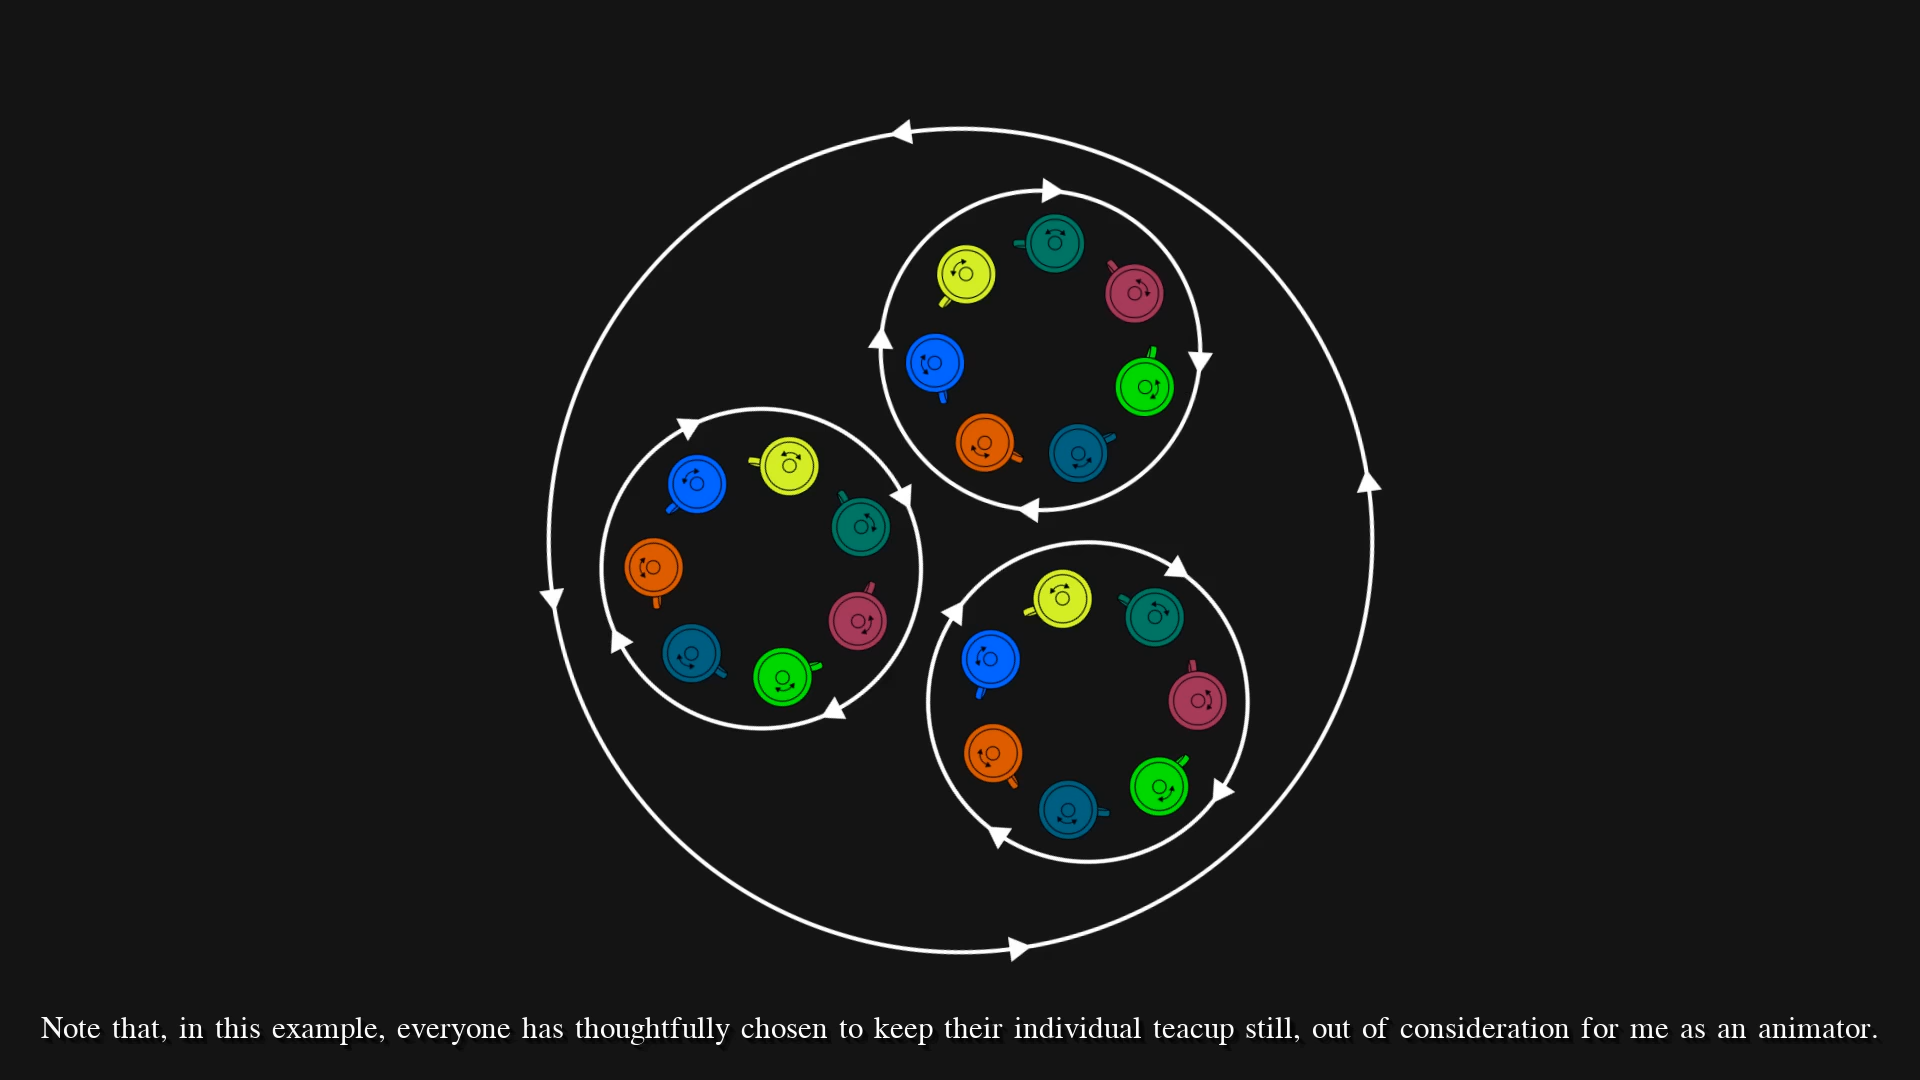 Note that, in this example, everyone has thoughtfully chosen to keep their individual teacup still, out of consideration for me as an animator.